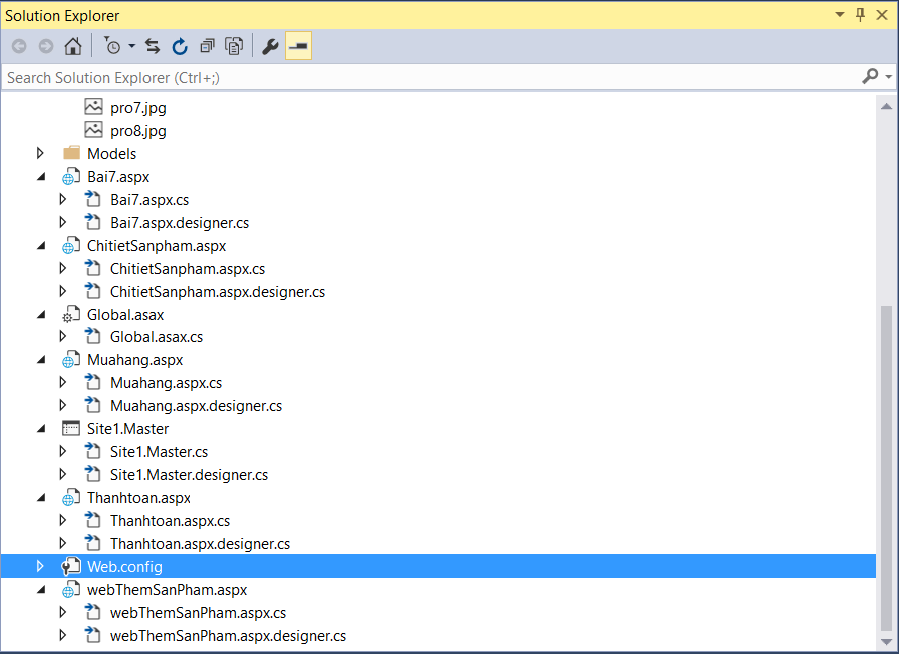 Solution Explorer
Search Solution Explorer (Ctrl+;)
pro7.jpg
pro8.jpg
Models
Bai7.aspx
Bai7.aspx.cs
Bai7.aspx.designer.cs
ChitietSanpham.aspx
ChitietSanpham.aspx.cs
ChitietSanpham.aspx.designer.cs
Global.asax
Global.asax.cs
Muahang.aspx
Muahang.aspx.cs
Muahang.aspx.designer.cs
Site1.Master
Site1.Master.cs
Site1.Master.designer.cs
Thanhtoan.aspx
Thanhtoan.aspx.cs
Thanhtoan.aspx.designer.cs
Web.config
webThemSanPham.aspx
webThemSanPham.aspx.cs
webThemSanPham.aspx.designer.cs